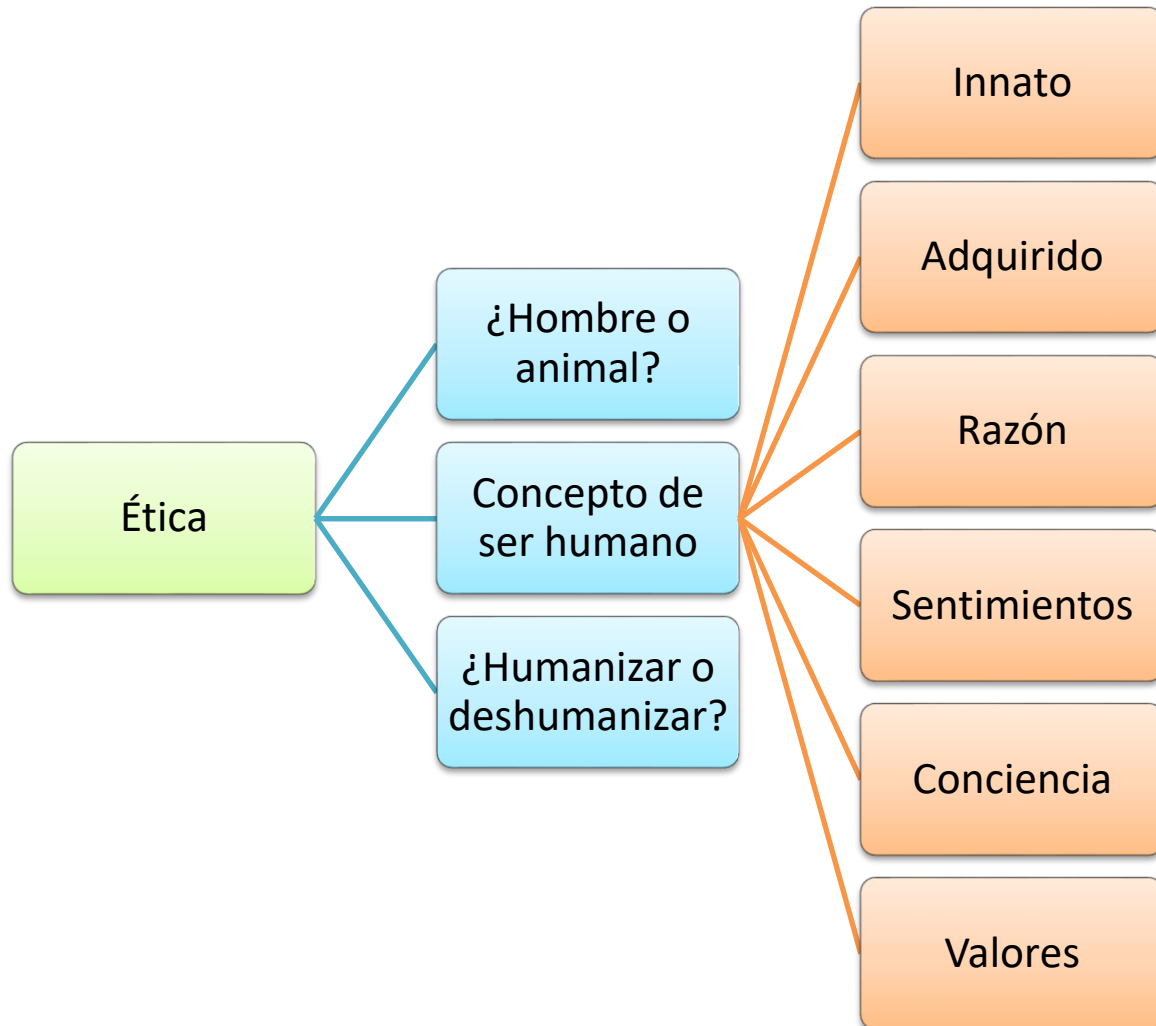 Ética
¿Hombre o
animal?
Concepto de
ser humano
¿Humanizar o
deshumanizar?
Innato
Adquirido
Razón
Sentimientos
Conciencia
Valores